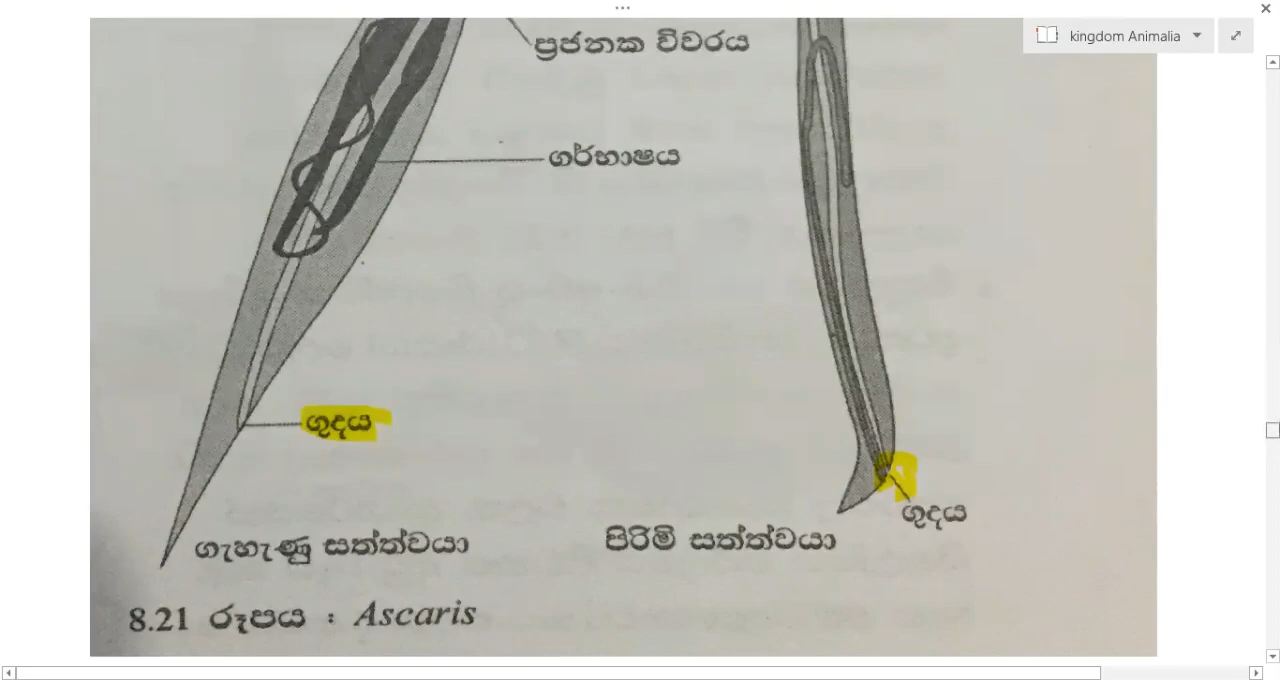 kingdom Animalia
ප්‍රජනක විවරය
ගර්භාෂය
ගුදය
ගුදය
ගැහැණු සත්ත්වයා
පිරිමි සත්ත්වයා
8.21 රූපය : Ascaris